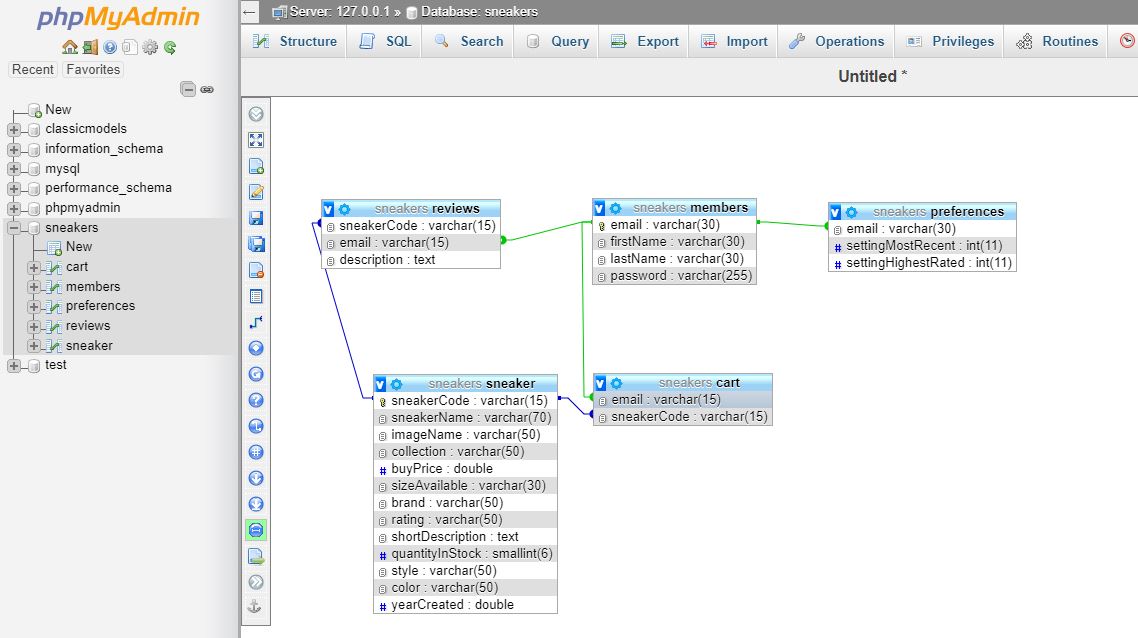 phpMyAdmin
Recent Favorites
New
classicmodels
information_schema
mysql
performance_schema
phpmyadmin
sneakers
New
cart
members
preferences
reviews
sneaker
test
Server: 127.0.0.1 » Database: sneakers
Structure SQL Search Query Export Import Operations Privileges Routines
Untitled *
sneakers reviews
sneakerCode : varchar(15)
email : varchar(15)
description : text
sneakers members
email : varchar(30)
firstName : varchar(30)
lastName : varchar(30)
password : varchar(255)
sneakers preferences
email : varchar(30)
# settingMostRecent : int(11)
# settingHighestRated : int(11)
sneakers sneaker
sneakerCode : varchar(15)
sneakerName : varchar(70)
imageName : varchar(50)
collection : varchar(50)
# buyPrice : double
sizeAvailable : varchar(30)
brand : varchar(50)
rating : varchar(50)
shortDescription : text
# quantityInStock : smallint(6)
style : varchar(50)
color : varchar(50)
# yearCreated : double
sneakers cart
email : varchar(15)
sneakerCode : varchar(15)